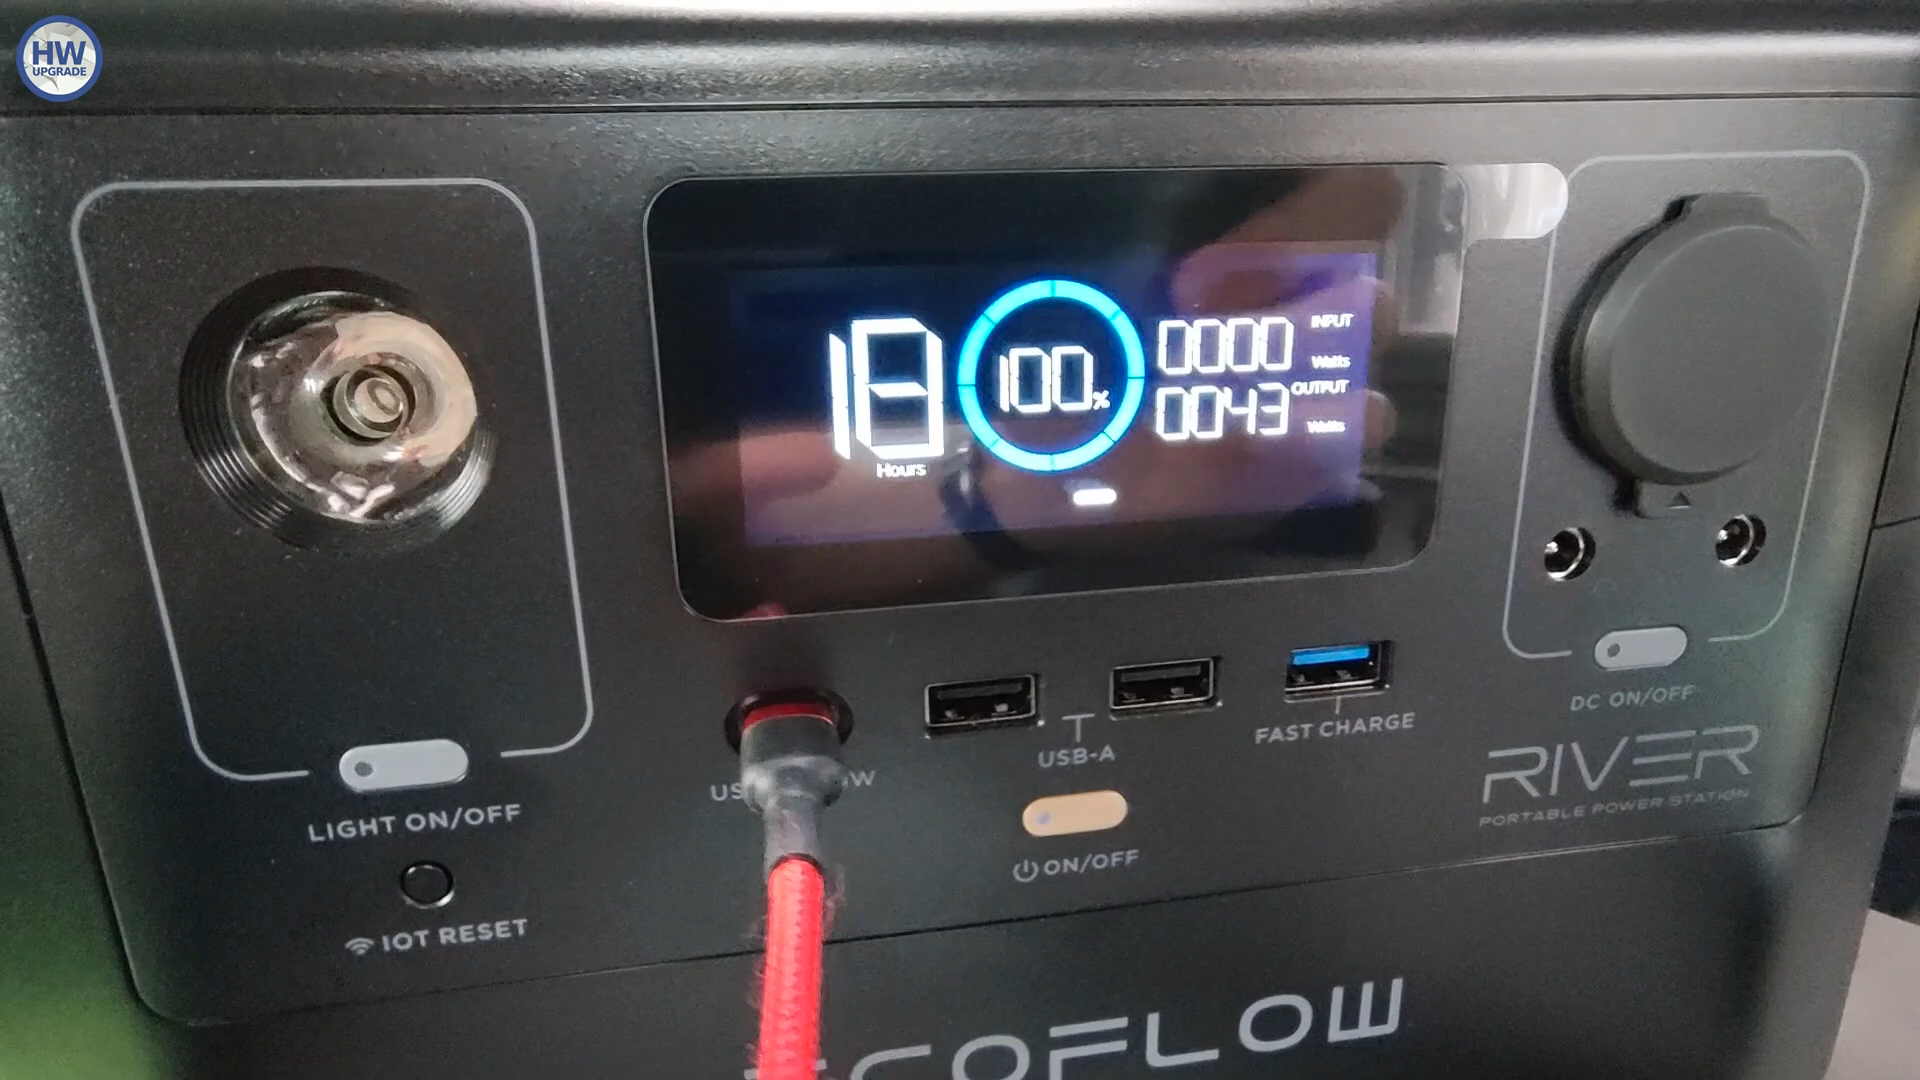 HW
UPGRADE
18
Hours
100%
0000
INPUT
Watts
0043
OUTPUT
Watts
LIGHT ON/OFF
IOT RESET
USB-A
FAST CHARGE
ON/OFF
DC ON/OFF
RIVER
PORTABLE POWER STATION
ECOFLOW